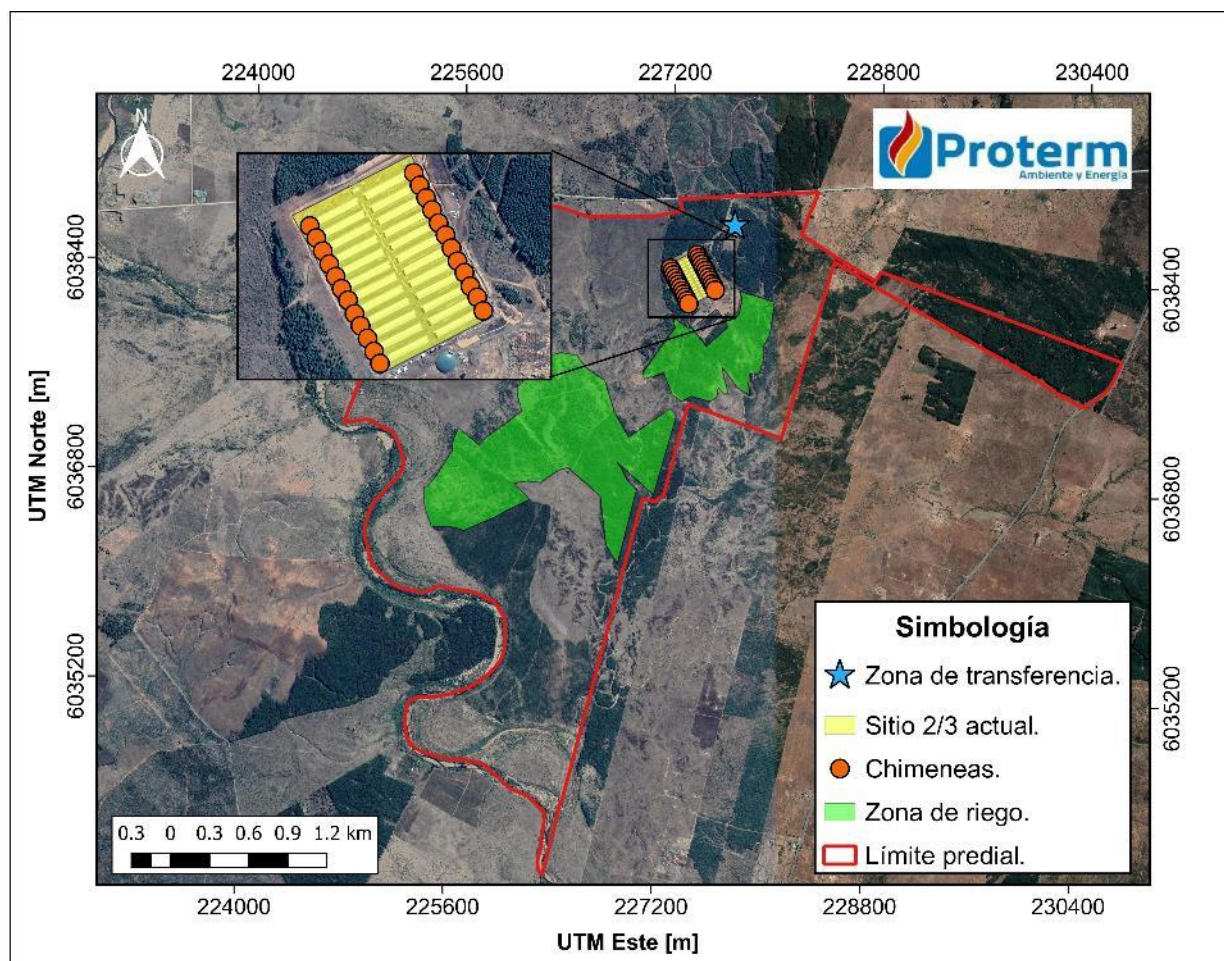 224000 225600 227200 228800 230400
N
Proterm
Ambiente y Energía
6038400
6036800
6035200
UTM Norte [m]
6038400
6036800
6035200
Simbología
Zona de transferencia.
Sitio 2/3 actual.
Chimeneas.
Zona de riego.
Límite predial.
0.3 0 0.3 0.6 0.9 1.2 km
224000 225600 227200 228800 230400
UTM Este [m]